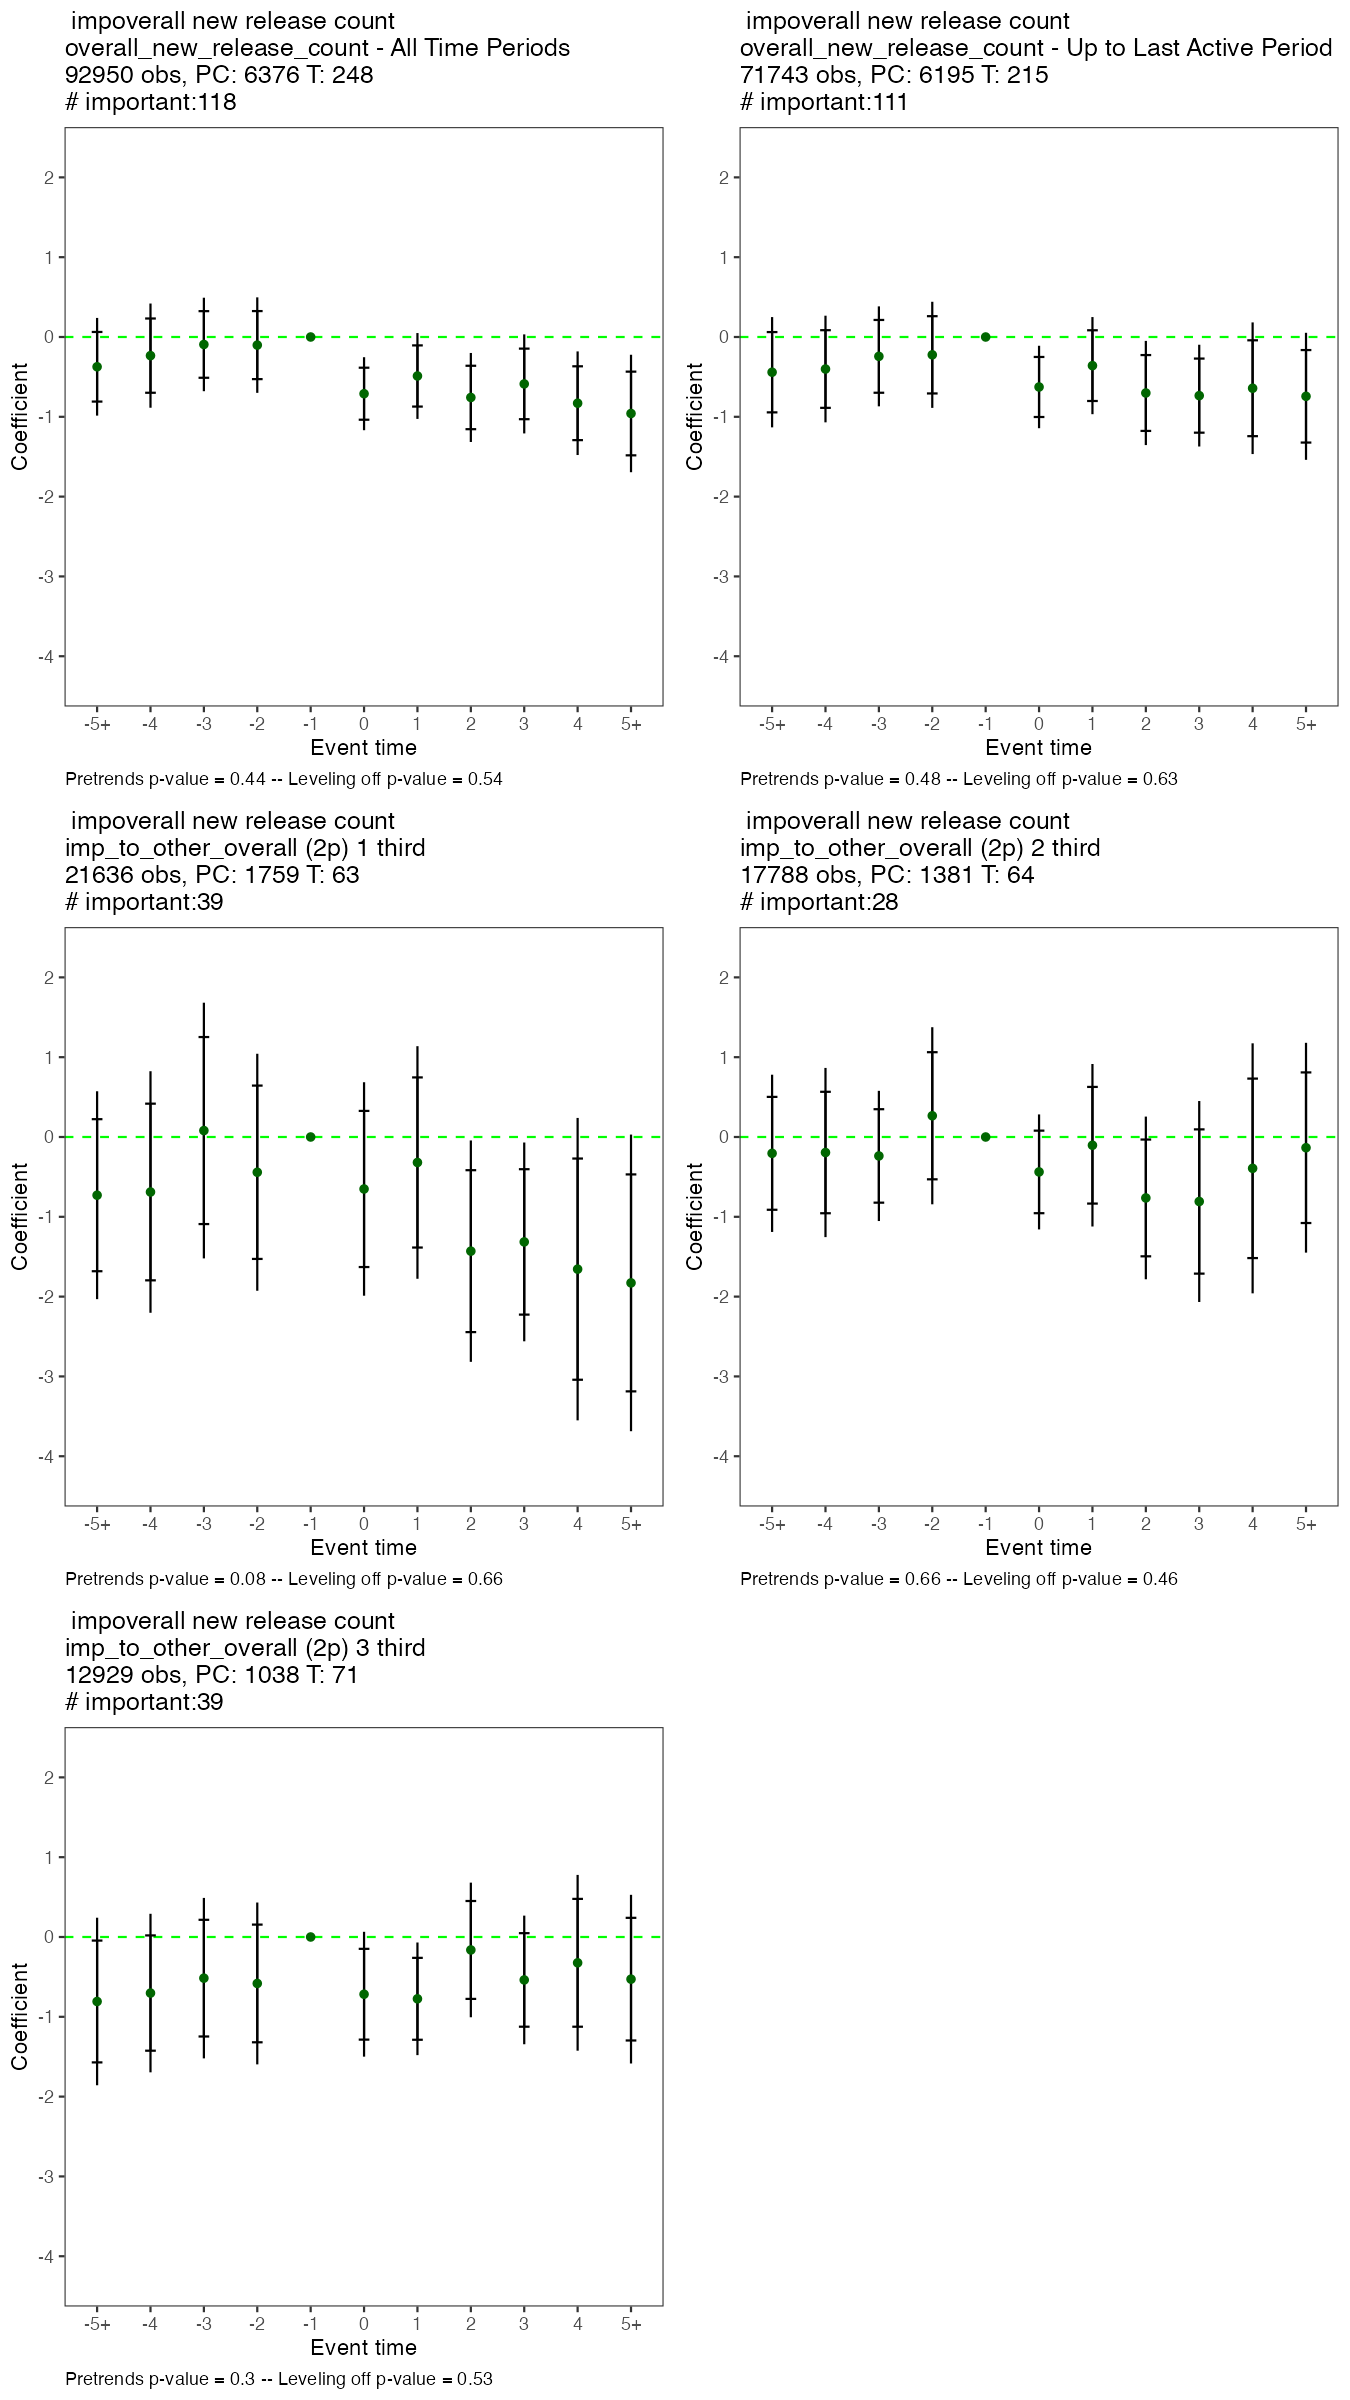 impoverall new release count
overall_new_release_count - All Time Periods
92950 obs, PC: 6376 T: 248
# important:118
2
1
0
-1
-2
-3
-4
Coefficient
-5+ -4 -3 -2 -1 0 1 2 3 4 5+
Event time
Pretrends p-value = 0.44 -- Leveling off p-value = 0.54
impoverall new release count
overall_new_release_count - Up to Last Active Period
71743 obs, PC: 6195 T: 215
# important:111
2
1
0
-1
-2
-3
-4
Coefficient
-5+ -4 -3 -2 -1 0 1 2 3 4 5+
Event time
Pretrends p-value = 0.48 -- Leveling off p-value = 0.63
impoverall new release count
imp_to_other_overall (2p) 1 third
21636 obs, PC: 1759 T: 63
# important:39
2
1
0
-1
-2
-3
-4
Coefficient
-5+ -4 -3 -2 -1 0 1 2 3 4 5+
Event time
Pretrends p-value = 0.08 -- Leveling off p-value = 0.66
impoverall new release count
imp_to_other_overall (2p) 2 third
17788 obs, PC: 1381 T: 64
# important:28
2
1
0
-1
-2
-3
-4
Coefficient
-5+ -4 -3 -2 -1 0 1 2 3 4 5+
Event time
Pretrends p-value = 0.66 -- Leveling off p-value = 0.46
impoverall new release count
imp_to_other_overall (2p) 3 third
12929 obs, PC: 1038 T: 71
# important:39
2
1
0
-1
-2
-3
-4
Coefficient
-5+ -4 -3 -2 -1 0 1 2 3 4 5+
Event time
Pretrends p-value = 0.3 -- Leveling off p-value = 0.53